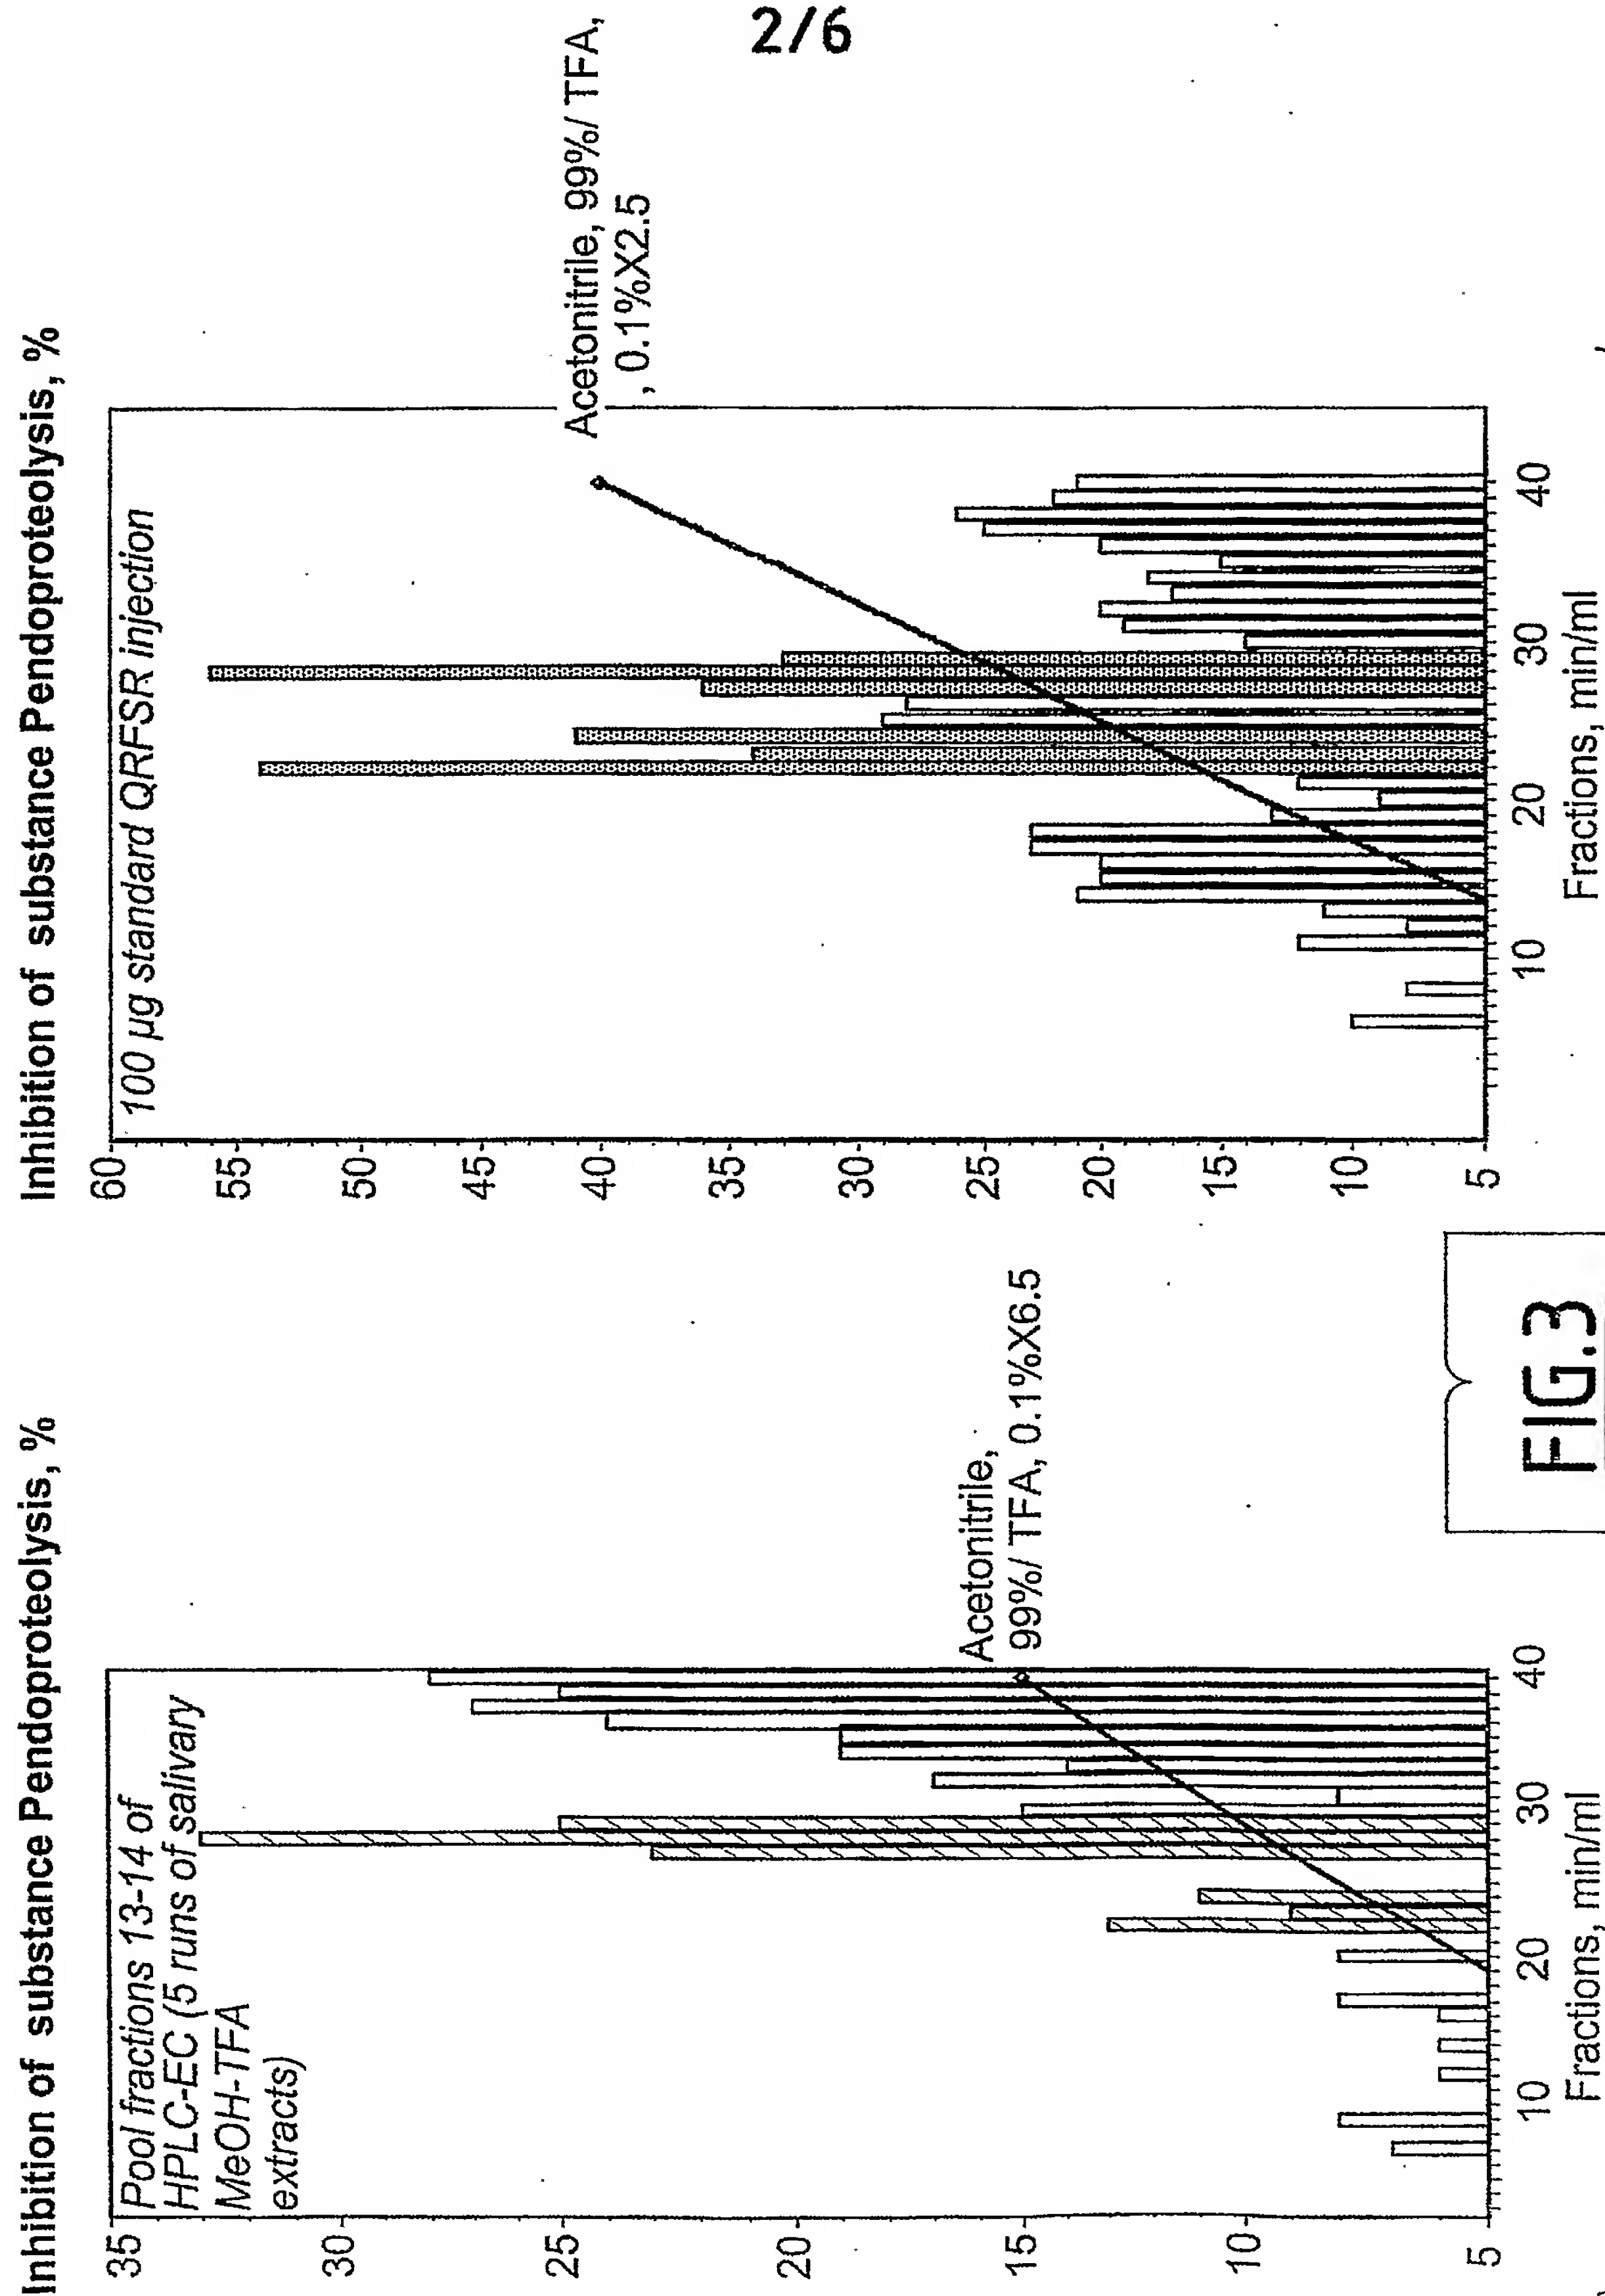 2/6
Inhibition of substance Pendoproteolysis, %
35
30
25
20
15
10
5
Pool fractions 13-14 of
HPLC-EC (5 runs of salivary
MeOH-TFA
extracts)
Acetonitrile,
99%/ TFA, 0.1%X6.5
10
20
30
40
Fractions, min/ml
Inhibition of substance Pendoproteolysis, %
60
55
50
45
40
35
30
25
20
15
10
5
100 µg standard QRFSR injection
Acetonitrile, 99%/ TFA,
, 0.1%X2.5
10
20
30
40
Fractions, min/ml
FIG.3